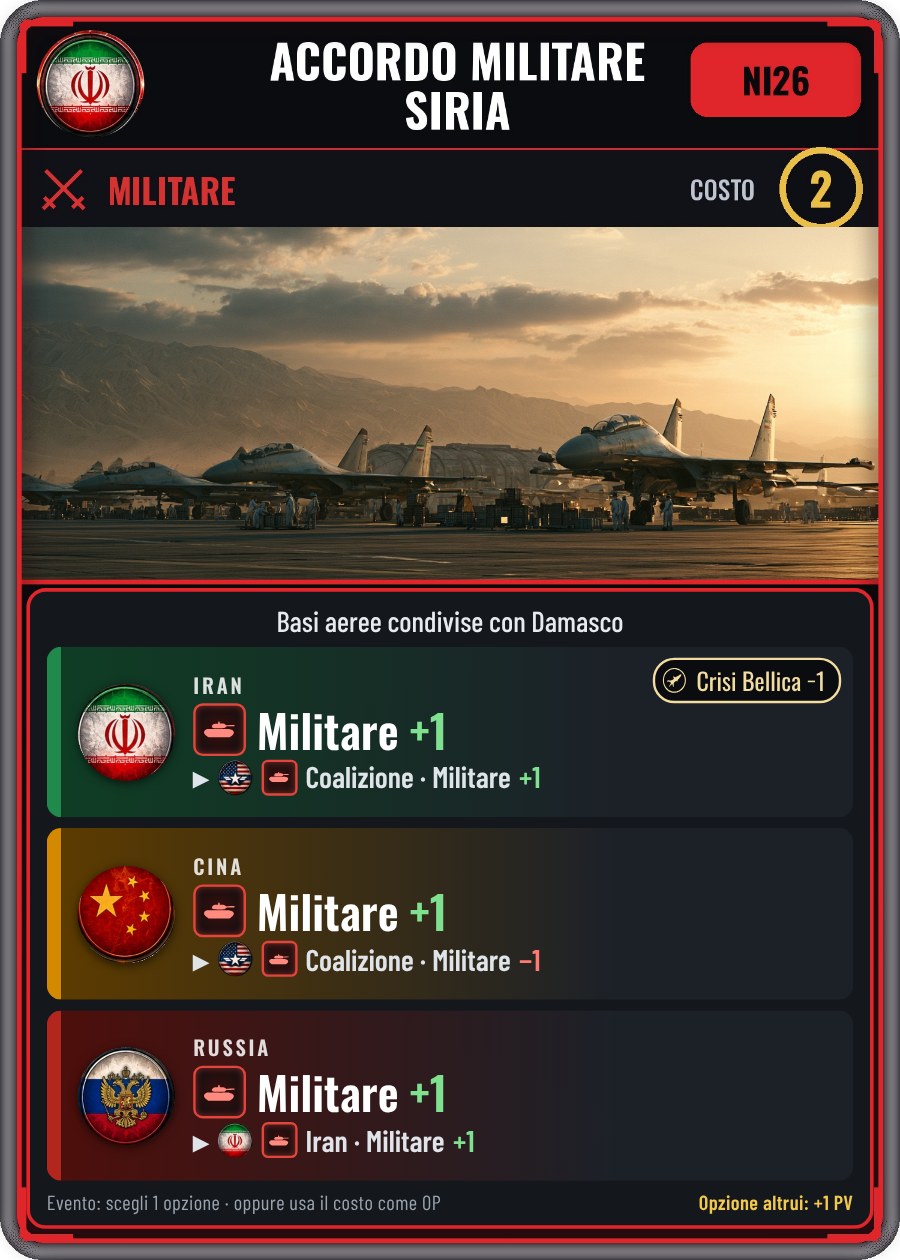 ACCORDO MILITARE
SIRIA
NI26
MILITARE
COSTO
2
Basi aeree condivise con Damasco
IRAN
Crisi Bellica −1
Militare +1
▶ Coalizione · Militare +1
CINA
Militare +1
▶ Coalizione · Militare −1
RUSSIA
Militare +1
▶ Iran · Militare +1
Evento: scegli 1 opzione · oppure usa il costo come OP
Opzione altrui: +1 PV